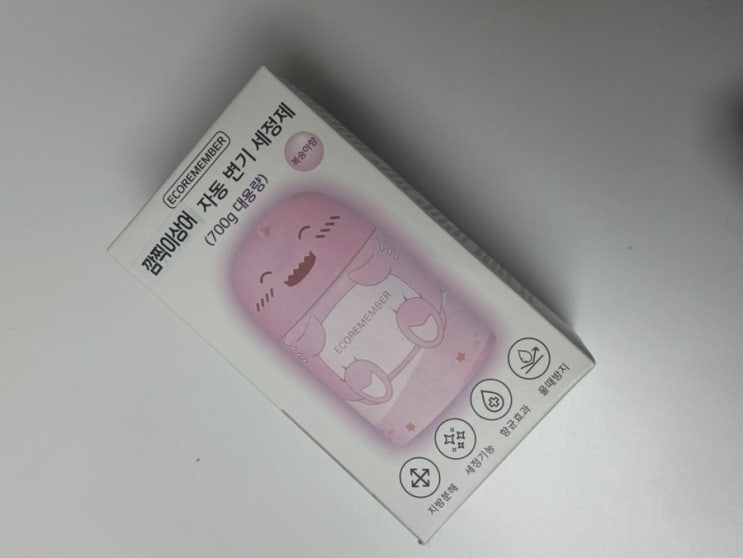 ECOREMEMBER
깜찍이상어 자동 변기 세정제
(700g 대용량)
복숭아향
ECOREMEMBER
지방분해
세정기능
향균효과
물때방지